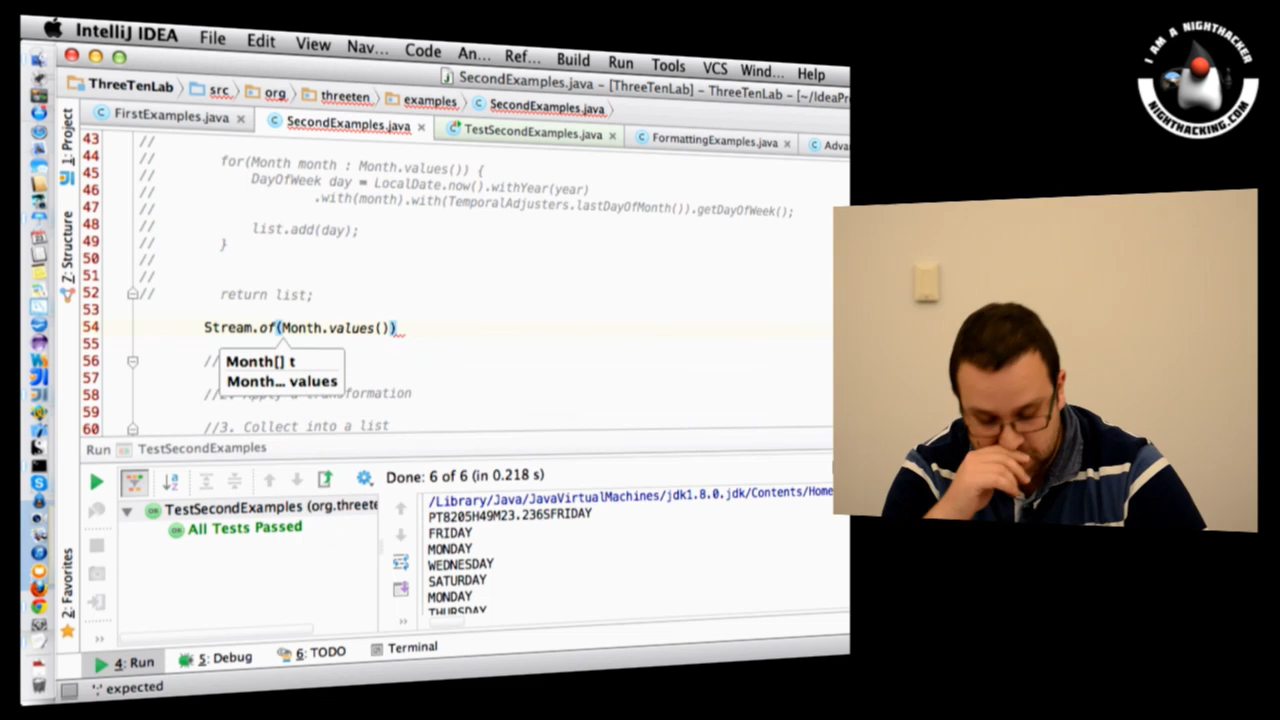 IntelliJ IDEA File Edit View Nav... Code An... Ref... Build Run Tools VCS Wind... Help
SecondExamples.java – [ThreeTenLab] – ThreeTenLab – [~/IdeaPr
ThreeTenLab src org threeten examples SecondExamples.java
FirstExamples.java SecondExamples.java TestSecondExamples.java FormattingExamples.java Adva
1: Project
7: Structure
2: Favorites
43 //
44 // for(Month month : Month.values()) {
45 // DayOfWeek day = LocalDate.now().withYear(year)
46 // .with(month).with(TemporalAdjusters.lastDayOfMonth()).getDayOfWeek();
47 //
48 // list.add(day);
49 // }
50 //
51 //
52 // return list;
53
54 Stream.of(Month.values())
55
56 //
Month[] t
Month... values
57
58 //2. Apply a transformation
59
60 //3. Collect into a list
Run TestSecondExamples
Done: 6 of 6 (in 0.218 s)
TestSecondExamples (org.threete
All Tests Passed
/Library/Java/JavaVirtualMachines/jdk1.8.0.jdk/Contents/Home
PT8205H49M23.236SFRIDAY
FRIDAY
MONDAY
WEDNESDAY
SATURDAY
MONDAY
THURSDAY
4: Run 5: Debug 6: TODO Terminal
';' expected
I AM A NIGHTHACKER
NIGHTHACKING.COM